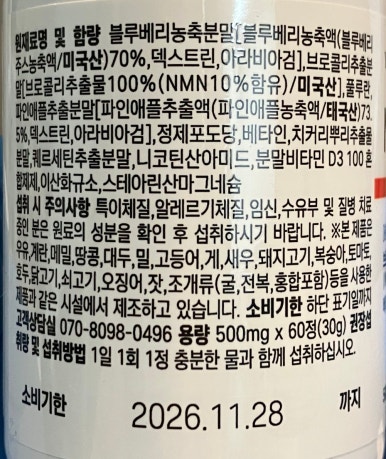 원재료명 및 함량 블루베리농축분말[블루베리농축액(블루베리
주스농축액/미국산)70%,덱스트린,아라비아검],브로콜리추출분
말[브로콜리추출물100%(NMN10%함유)/미국산],풀루란,
파인애플추출분말[파인애플추출액(파인애플농축액/태국산)73.
5%,덱스트린,아라비아검],정제포도당,베타인,치커리뿌리추출물
분말,퀘르세틴추출분말,니코틴산아미드,분말비타민 D3 100 혼
합제제,이산화규소,스테아린산마그네슘
섭취 시 주의사항 특이체질,알레르기체질,임신,수유부 및 질병 치료
중인 분은 원료의 성분을 확인 후 섭취하시기 바랍니다. ※본 제품은
우유,계란,메밀,땅콩,대두,밀,고등어,게,새우,돼지고기,복숭아,토마토,
호두,닭고기,쇠고기,오징어,잣,조개류(굴,전복,홍합포함)등을 사용한
제품과 같은 시설에서 제조하고 있습니다. 소비기한 하단 표기일까지
고객상담실 070-8098-0496 용량 500mg x 60정(30g) 권장섭
취량 및 섭취방법 1일 1회 1정 충분한 물과 함께 섭취하십시오.
소비기한 2026.11.28 까지